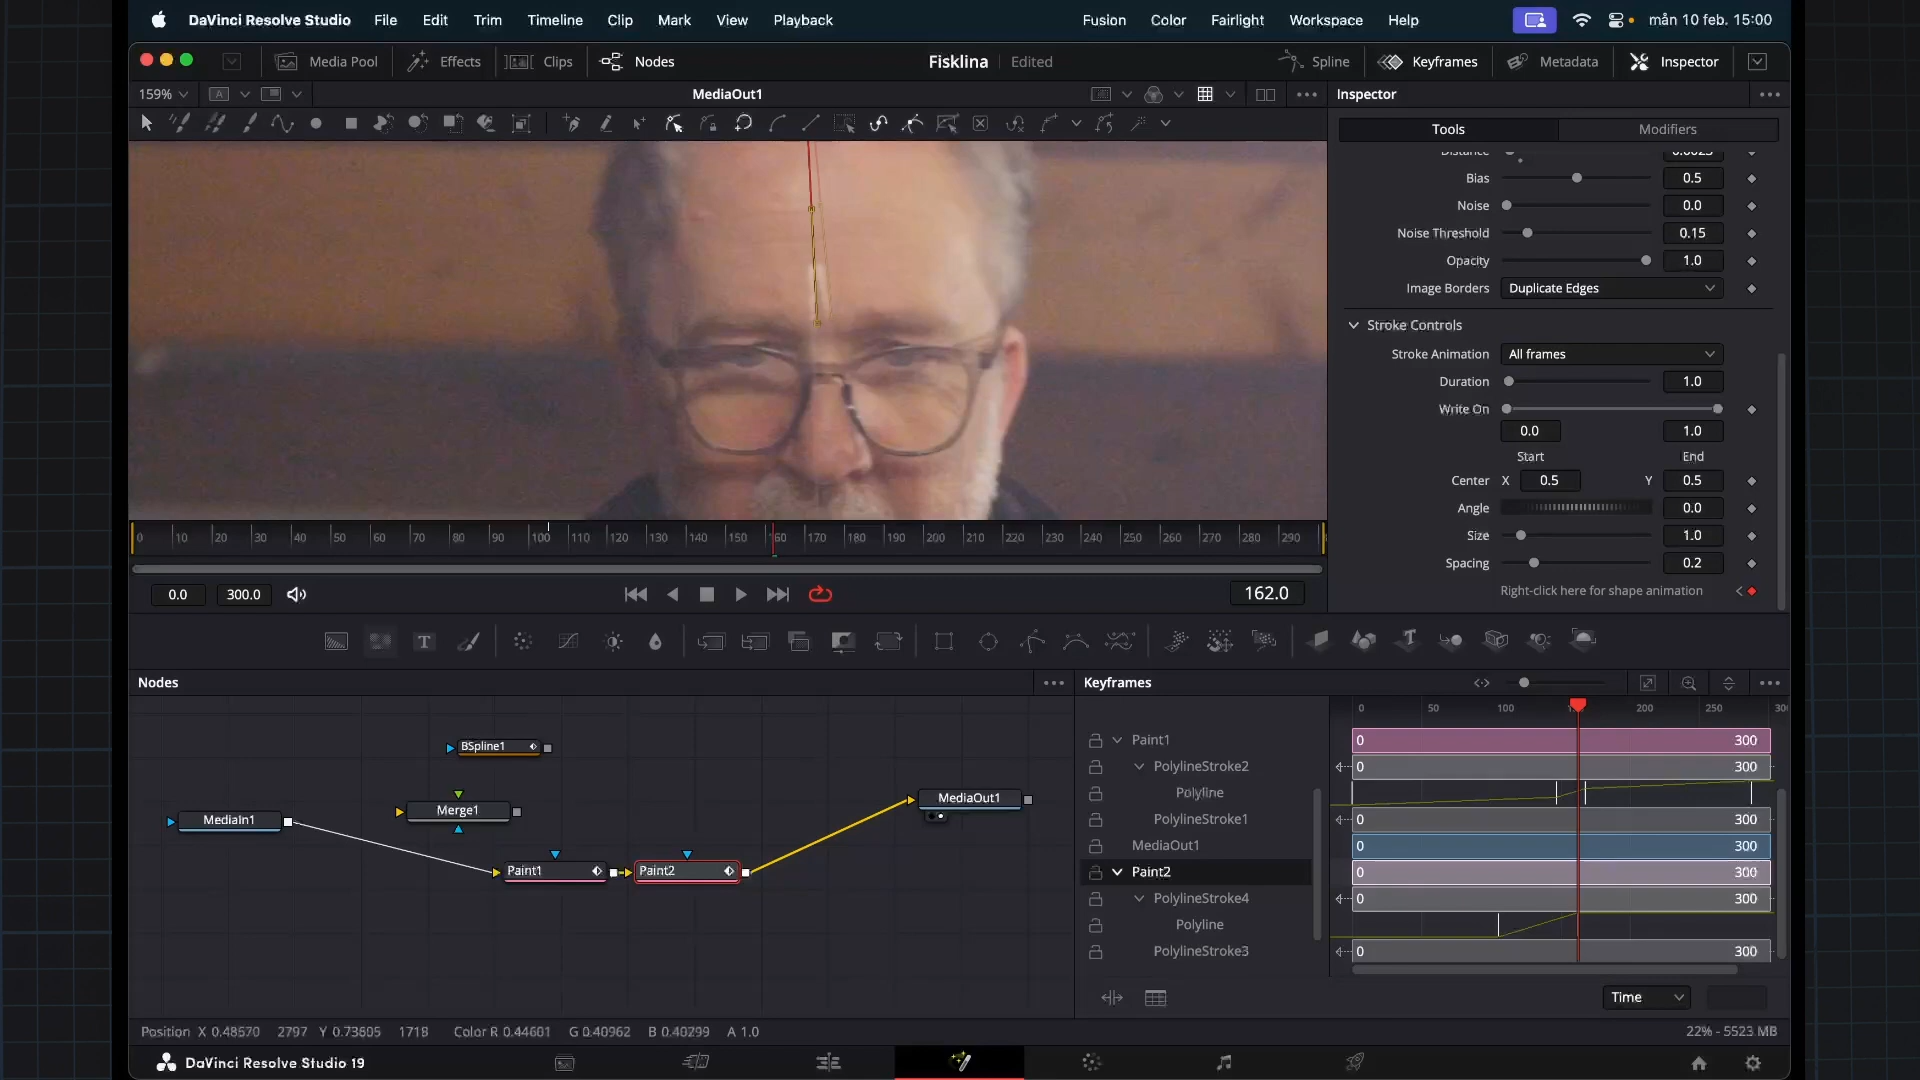 DaVinci Resolve Studio File Edit Trim Timeline Clip Mark View Playback Fusion Color Fairlight Workspace Help mån 10 feb. 15:00
Media Pool Effects Clips Nodes Fisklina Edited Spline Keyframes Metadata Inspector
159% A MediaOut1 Inspector
Tools Modifiers
Distance 0.0025
Bias 0.5
Noise 0.0
Noise Threshold 0.15
Opacity 1.0
Image Borders Duplicate Edges
Stroke Controls
Stroke Animation All frames
Duration 1.0
Write On
0.0 1.0
Start End
Center X 0.5 Y 0.5
Angle 0.0
Size 1.0
Spacing 0.2
Right-click here for shape animation
0 10 20 30 40 50 60 70 80 90 100 110 120 130 140 150 160 170 180 190 200 210 220 230 240 250 260 270 280 290
0.0 300.0 162.0
T T
Nodes
BSpline1
Merge1
MediaIn1
MediaOut1
Paint1 Paint2
Keyframes
0 50 100 200 250 300
Paint1 0 300
PolylineStroke2 0 300
Polyline
PolylineStroke1 0 300
MediaOut1 300
Paint2 0 300
PolylineStroke4 0 300
Polyline
PolylineStroke3 0 300
Time
Position X 0.48570 2797 Y 0.73605 1718 Color R 0.44601 G 0.40962 B 0.40299 A 1.0 22% - 5523 MB
DaVinci Resolve Studio 19